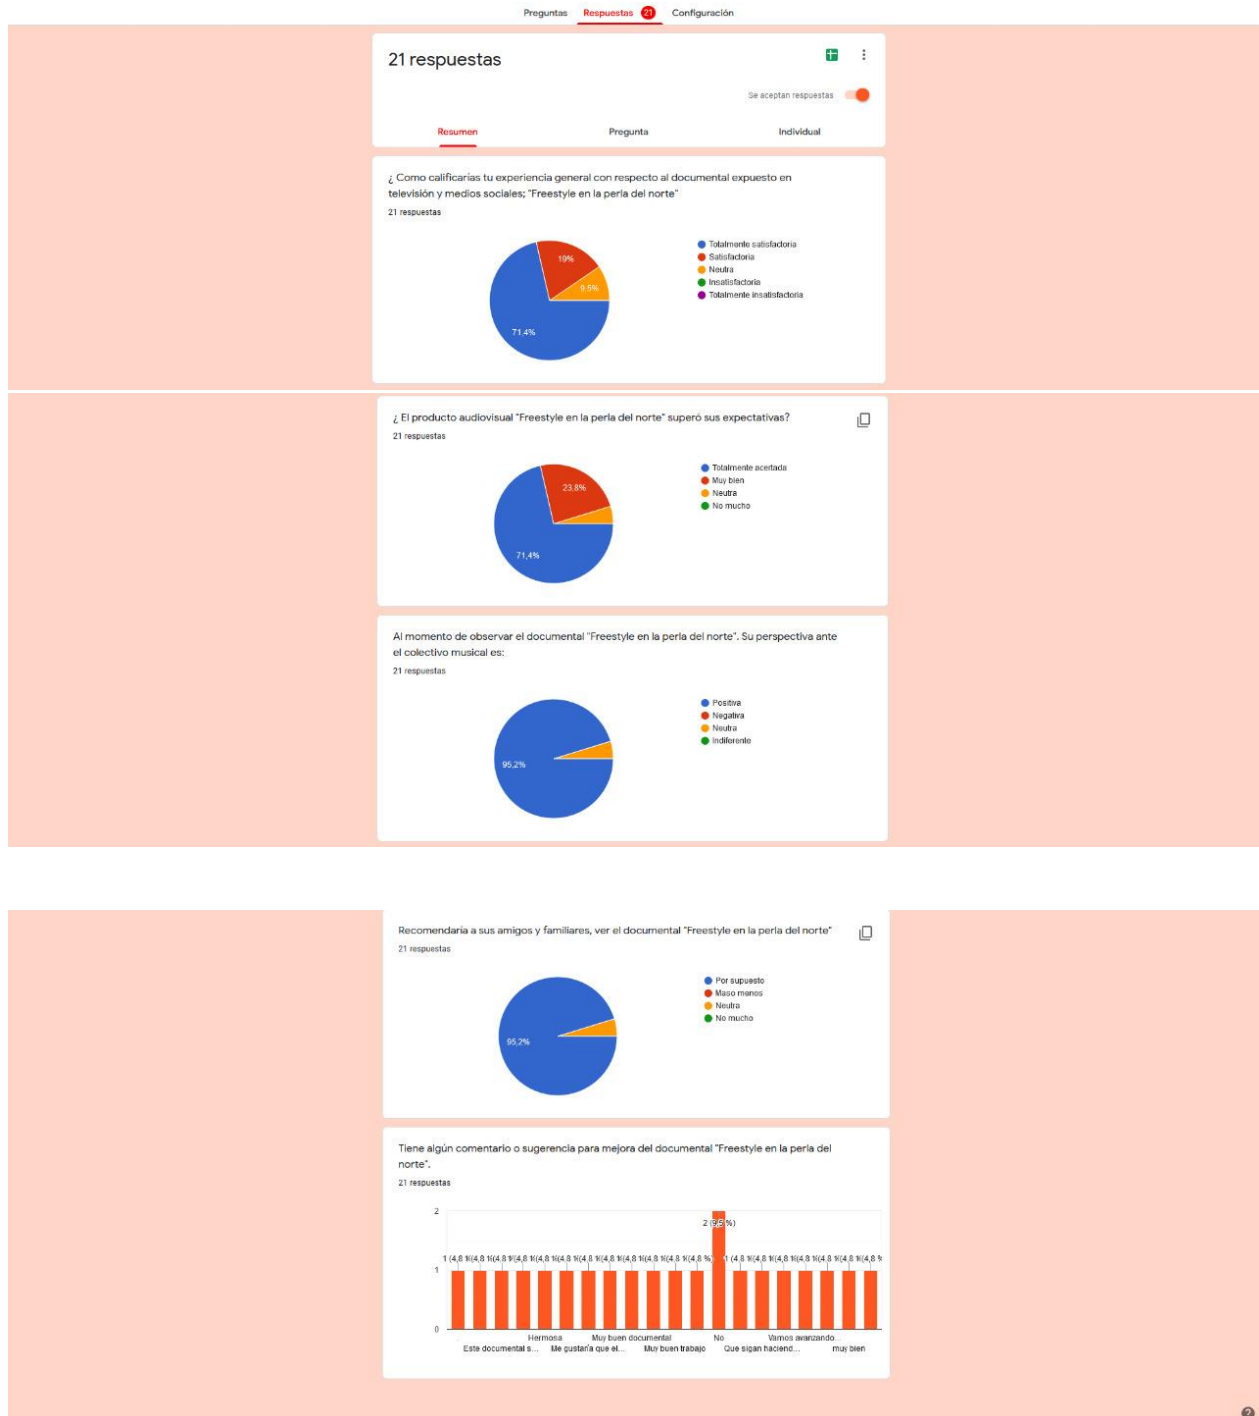 Preguntas Respuestas 21 Configuración
21 respuestas
Se aceptan respuestas
Resumen Pregunta Individual
¿ Como calificarías tu experiencia general con respecto al documental expuesto en
televisión y medios sociales; "Freestyle en la perla del norte"
21 respuestas
Totalmente satisfactoria
Satisfactoria
Neutra
Insatisfactoria
Totalmente insatisfactoria
19%
9,5%
71,4%
¿ El producto audiovisual "Freestyle en la perla del norte" superó sus expectativas?
21 respuestas
Totalmente acertada
Muy bien
Neutra
No mucho
23,8%
71,4%
Al momento de observar el documental "Freestyle en la perla del norte". Su perspectiva ante
el colectivo musical es:
21 respuestas
Positiva
Negativa
Neutra
Indiferente
95,2%
Recomendaría a sus amigos y familiares, ver el documental "Freestyle en la perla del norte"
21 respuestas
Por supuesto
Maso menos
Neutra
No mucho
95,2%
Tiene algún comentario o sugerencia para mejora del documental "Freestyle en la perla del
norte".
21 respuestas
2
2 (9,5 %)
1
0
Hermosa Muy buen documental No Vamos avanzando...
Este documental s... Me gustaría que el... Muy buen trabajo Que sigan haciend... muy bien